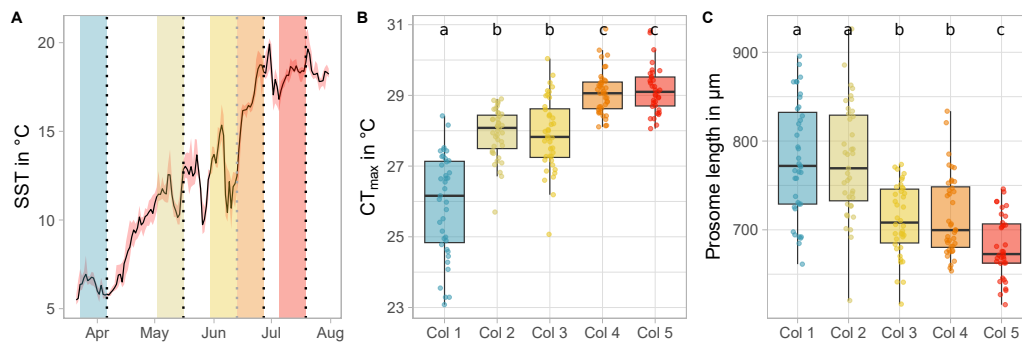 A
SST in °C
20
15
10
5
Apr May Jun Jul Aug
B
CTmax in °C
31
29
27
25
23
a b b c c
Col 1 Col 2 Col 3 Col 4 Col 5
C
Prosome length in µm
900
800
700
a a b b c
Col 1 Col 2 Col 3 Col 4 Col 5